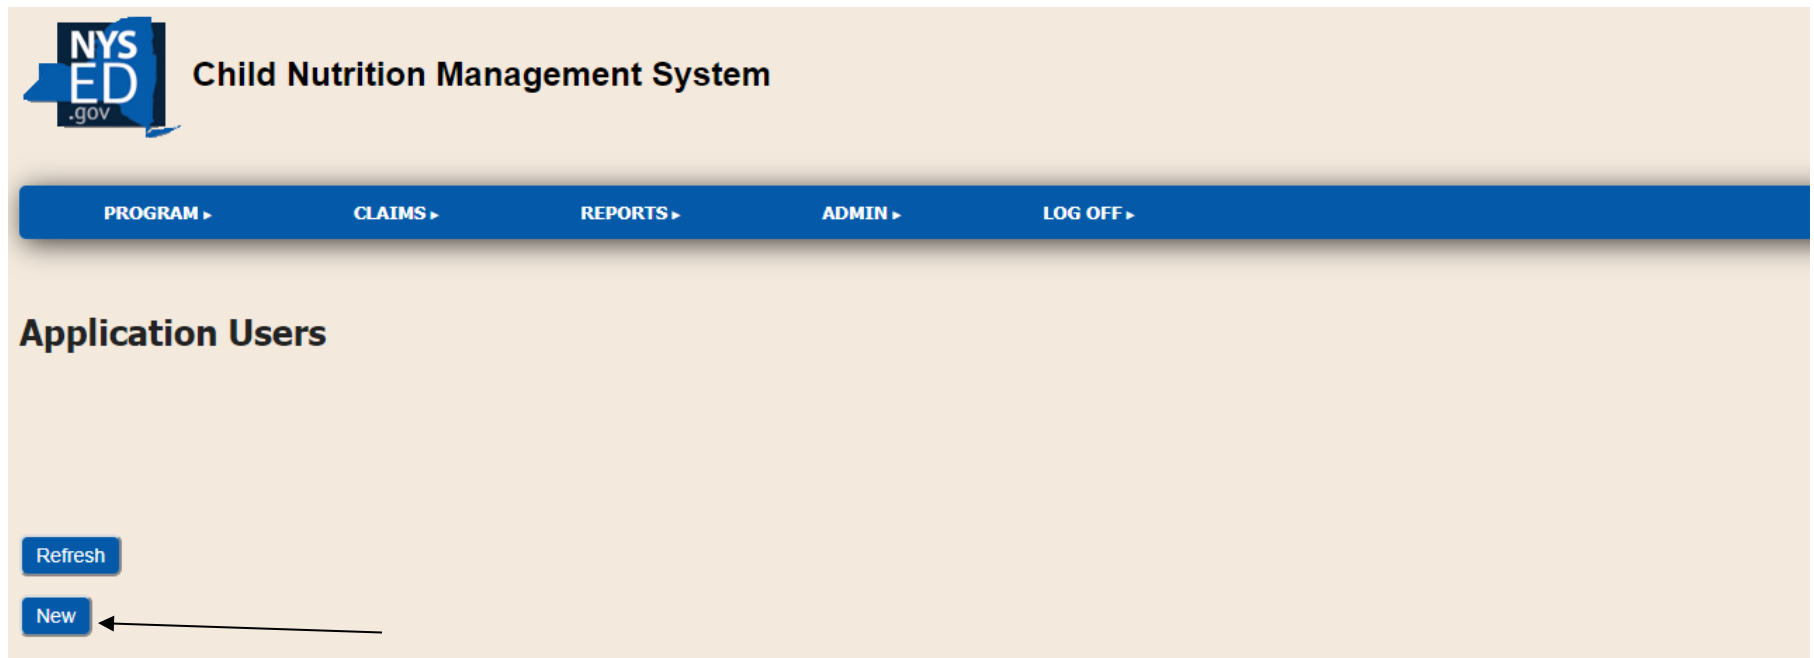 NYS
ED
.gov
Child Nutrition Management System
PROGRAM ▸ CLAIMS ▸ REPORTS ▸ ADMIN ▸ LOG OFF ▸
Application Users
Refresh
New